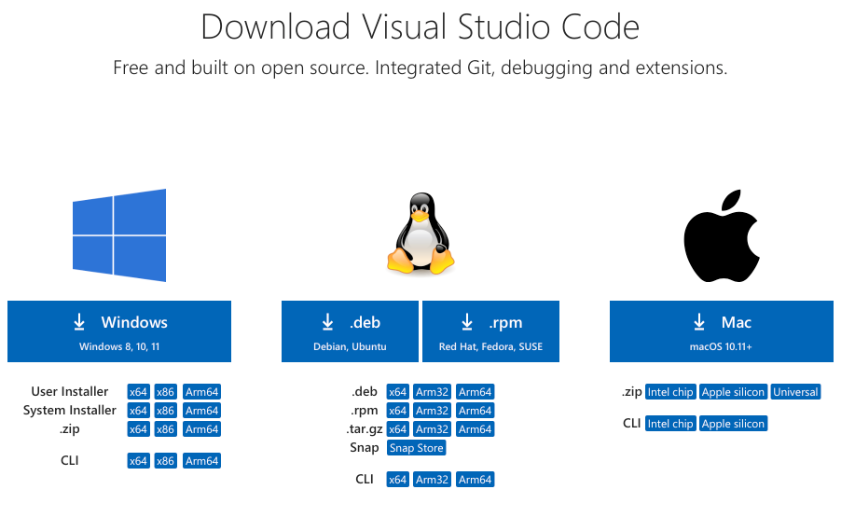 Download Visual Studio Code
Free and built on open source. Integrated Git, debugging and extensions.
Windows
Windows 8, 10, 11
User Installer x64 x86 Arm64
System Installer x64 x86 Arm64
.zip x64 x86 Arm64
CLI x64 x86 Arm64
.deb
Debian, Ubuntu
.rpm
Red Hat, Fedora, SUSE
.deb x64 Arm32 Arm64
.rpm x64 Arm32 Arm64
.tar.gz x64 Arm32 Arm64
Snap Snap Store
CLI x64 Arm32 Arm64
Mac
macOS 10.11+
.zip Intel chip Apple silicon Universal
CLI Intel chip Apple silicon